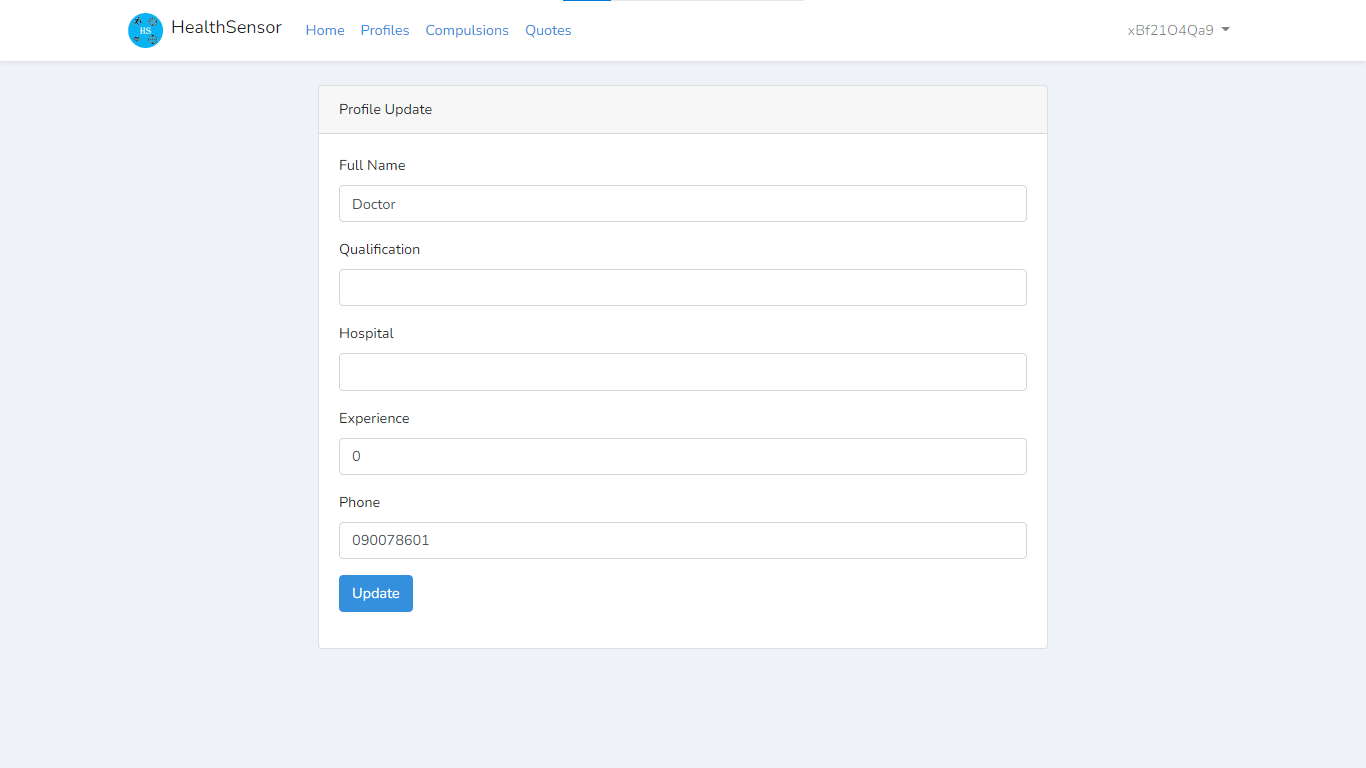 HS
HealthSensor
Home Profiles Compulsions Quotes
xBf21O4Qa9
Profile Update
Full Name
Doctor
Qualification
Hospital
Experience
0
Phone
090078601
Update